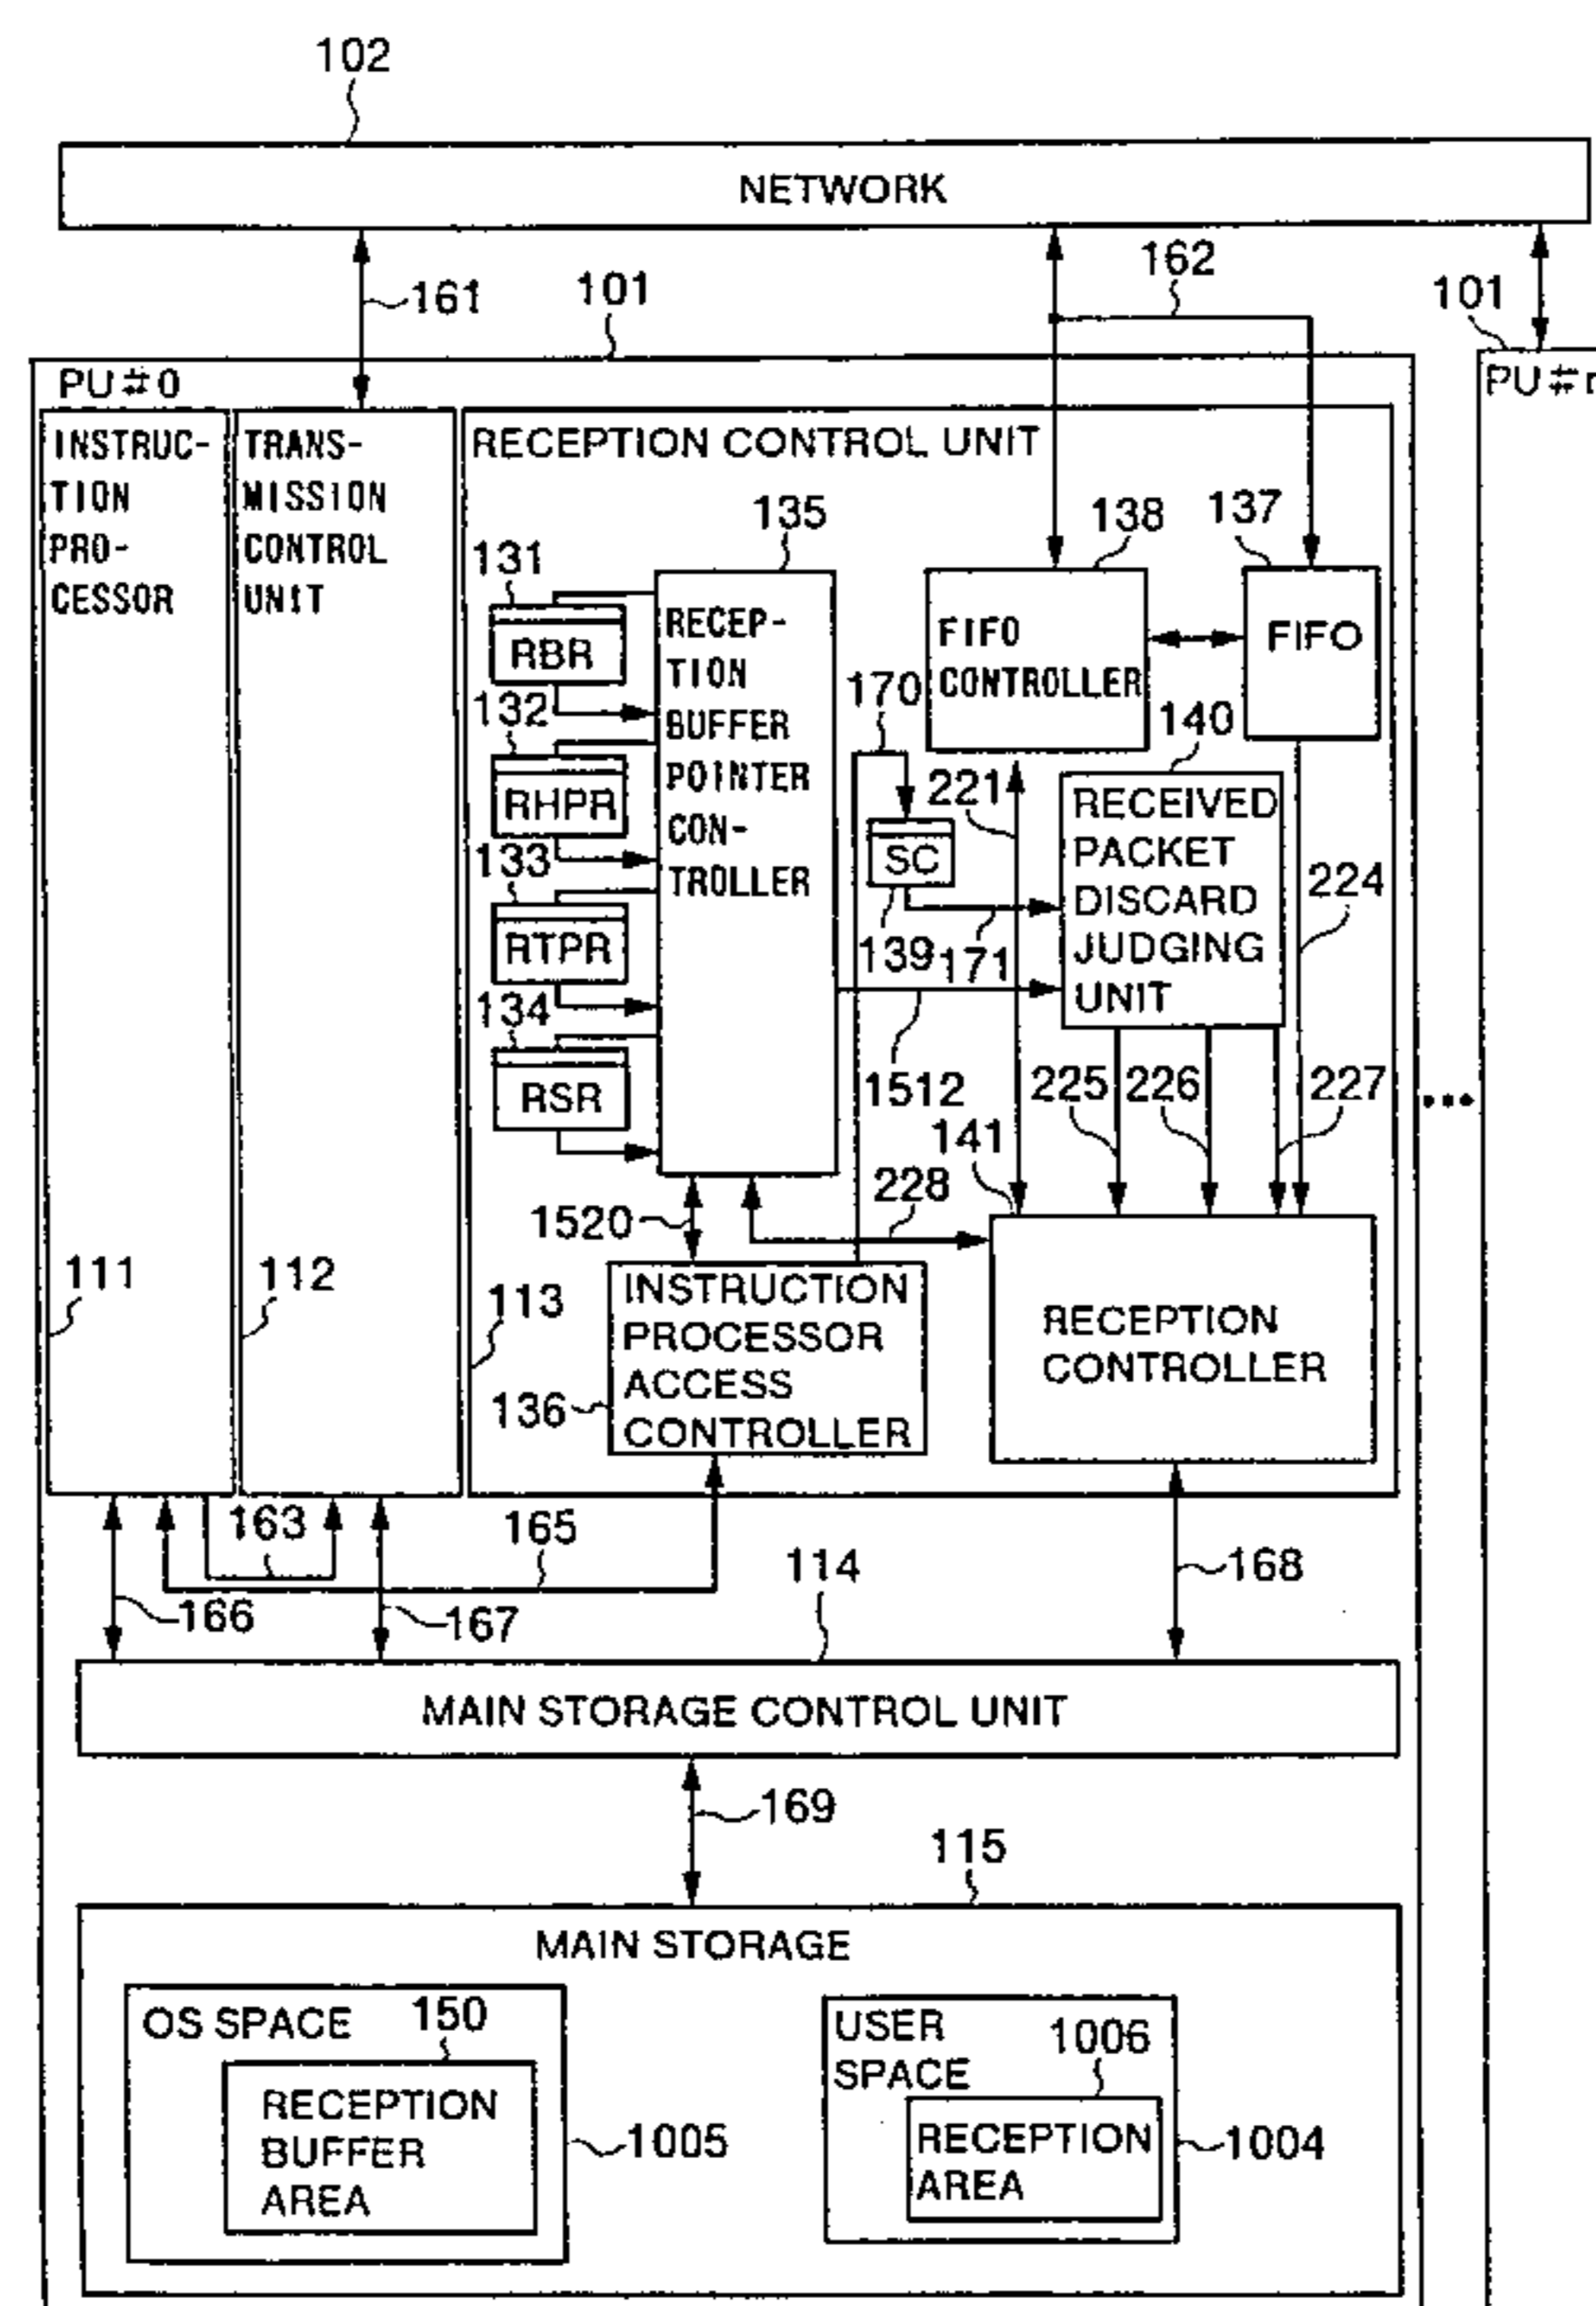 102
NETWORK
161
101
162
101
PU#0
PU#n
INSTRUC-
TION
PRO-
CESSOR
TRANS-
MISSION
CONTROL
UNIT
RECEPTION CONTROL UNIT
135
138
137
131
RBR
132
RHPR
133
RTPR
134
RSR
RECEP-
TION
BUFFER
POINTER
CON-
TROLLER
FIFO
CONTROLLER
FIFO
170
140
221
SC
139
171
RECEIVED
PACKET
DISCARD
JUDGING
UNIT
224
1512
225
226
227
...
141
228
1520
111
112
113
INSTRUCTION
PROCESSOR
ACCESS
CONTROLLER
136
RECEPTION
CONTROLLER
163
165
114
168
166
167
MAIN STORAGE CONTROL UNIT
169
115
MAIN STORAGE
OS SPACE
150
RECEPTION
BUFFER
AREA
1005
USER
SPACE
1006
RECEPTION
AREA
1004